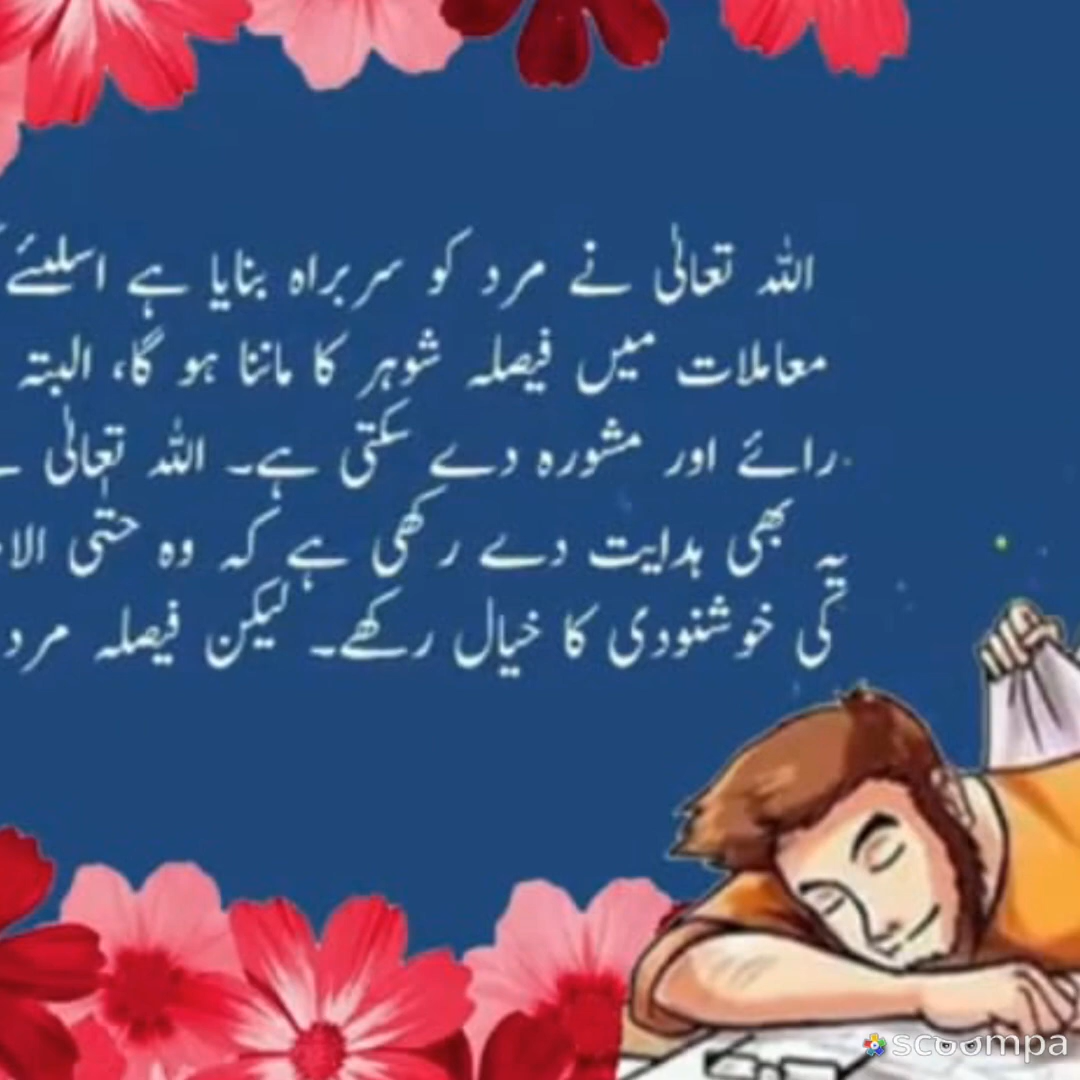 اللہ تعالیٰ نے مرد کو سربراہ بنایا ہے اسلیئے
معاملات میں فیصلہ شوہر کا ماننا ہو گا، البتہ
رائے اور مشورہ دے سکتی ہے۔ اللہ تعالیٰ
یہ بھی ہدایت دے رکھی ہے کہ وہ حتٰی
کی خوشنودی کا خیال رکھے۔ لیکن فیصلہ مرد
scoompa